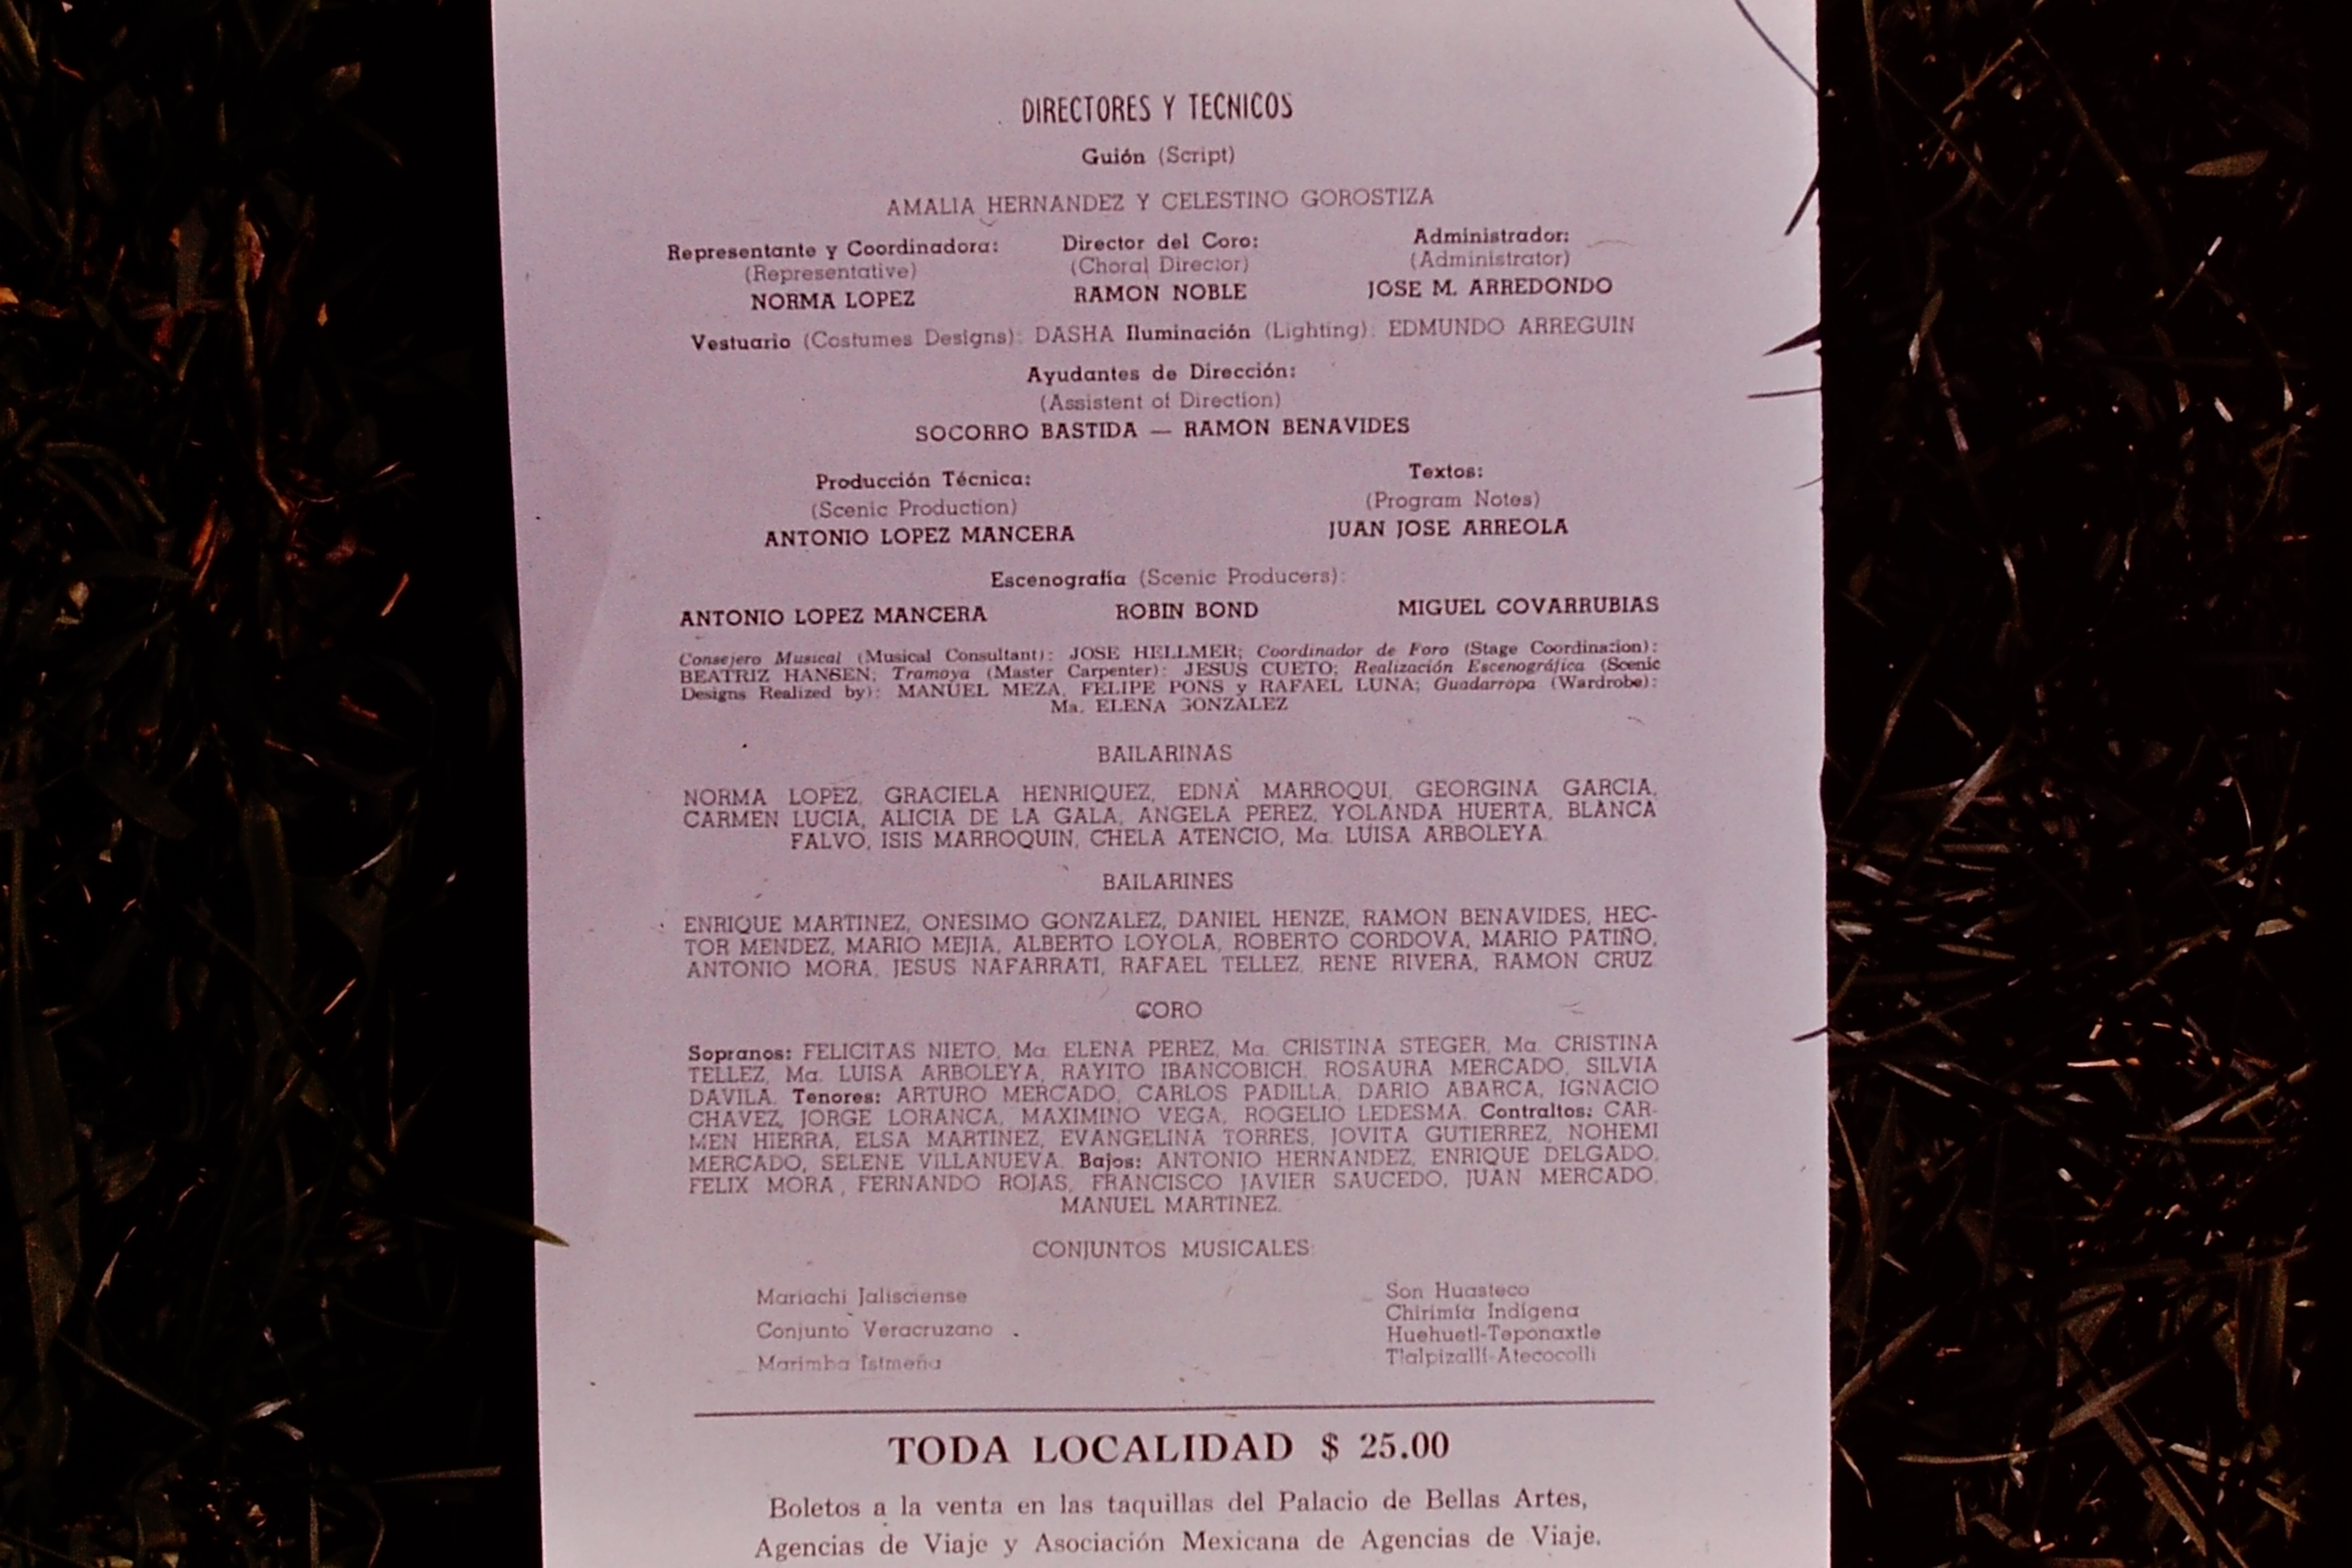 DIRECTORES Y TECNICOS
Guión (Script)
AMALIA HERNANDEZ Y CELESTINO GOROSTIZA
Representante y Coordinadora: Director del Coro: Administrador:
(Representative) (Choral Director) (Administrator)
NORMA LOPEZ RAMON NOBLE JOSE M. ARREDONDO
Vestuario (Costumes Designs): DASHA Iluminación (Lighting): EDMUNDO ARREGUIN
Ayudantes de Dirección:
(Assistent of Direction)
SOCORRO BASTIDA — RAMON BENAVIDES
Producción Técnica: Textos:
(Scenic Production) (Program Notes)
ANTONIO LOPEZ MANCERA JUAN JOSE ARREOLA
Escenografía (Scenic Producers):
ANTONIO LOPEZ MANCERA ROBIN BOND MIGUEL COVARRUBIAS
Consejero Musical (Musical Consultant): JOSE HELLMER; Coordinador de Foro (Stage Coordination):
BEATRIZ HANSEN; Tramoya (Master Carpenter): JESUS CUETO; Realización Escenográfica (Scenic
Designs Realized by): MANUEL MEZA, FELIPE PONS y RAFAEL LUNA; Guadarropa (Wardrobe):
Ma. ELENA GONZALEZ
BAILARINAS
NORMA LOPEZ, GRACIELA HENRIQUEZ, EDNA MARROQUI, GEORGINA GARCIA,
CARMEN LUCIA, ALICIA DE LA GALA, ANGELA PEREZ, YOLANDA HUERTA, BLANCA
FALVO, ISIS MARROQUIN, CHELA ATENCIO, Ma. LUISA ARBOLEYA.
BAILARINES
ENRIQUE MARTINEZ, ONESIMO GONZALEZ, DANIEL HENZE, RAMON BENAVIDES, HEC-
TOR MENDEZ, MARIO MEJIA, ALBERTO LOYOLA, ROBERTO CORDOVA, MARIO PATIÑO,
ANTONIO MORA, JESUS NAFARRATI, RAFAEL TELLEZ, RENE RIVERA, RAMON CRUZ
CORO
Sopranos: FELICITAS NIETO, Ma. ELENA PEREZ, Ma. CRISTINA STEGER, Ma. CRISTINA
TELLEZ, Ma. LUISA ARBOLEYA, RAYITO IBANCOBICH, ROSAURA MERCADO, SILVIA
DAVILA. Tenores: ARTURO MERCADO, CARLOS PADILLA, DARIO ABARCA, IGNACIO
CHAVEZ, JORGE LORANCA, MAXIMINO VEGA, ROGELIO LEDESMA. Contraltos: CAR-
MEN HIERRA, ELSA MARTINEZ, EVANGELINA TORRES, JOVITA GUTIERREZ, NOHEMI
MERCADO, SELENE VILLANUEVA. Bajos: ANTONIO HERNANDEZ, ENRIQUE DELGADO,
FELIX MORA, FERNANDO ROJAS, FRANCISCO JAVIER SAUCEDO, JUAN MERCADO,
MANUEL MARTINEZ.
CONJUNTOS MUSICALES:
Mariachi Jalisciense
Conjunto Veracruzano
Marimba Istmeña
Son Huasteco
Chirimía Indígena
Huehuetl-Teponaxtle
Tlalpizalli-Atecocolli
TODA LOCALIDAD $ 25.00
Boletos a la venta en las taquillas del Palacio de Bellas Artes,
Agencias de Viaje y Asociación Mexicana de Agencias de Viaje.